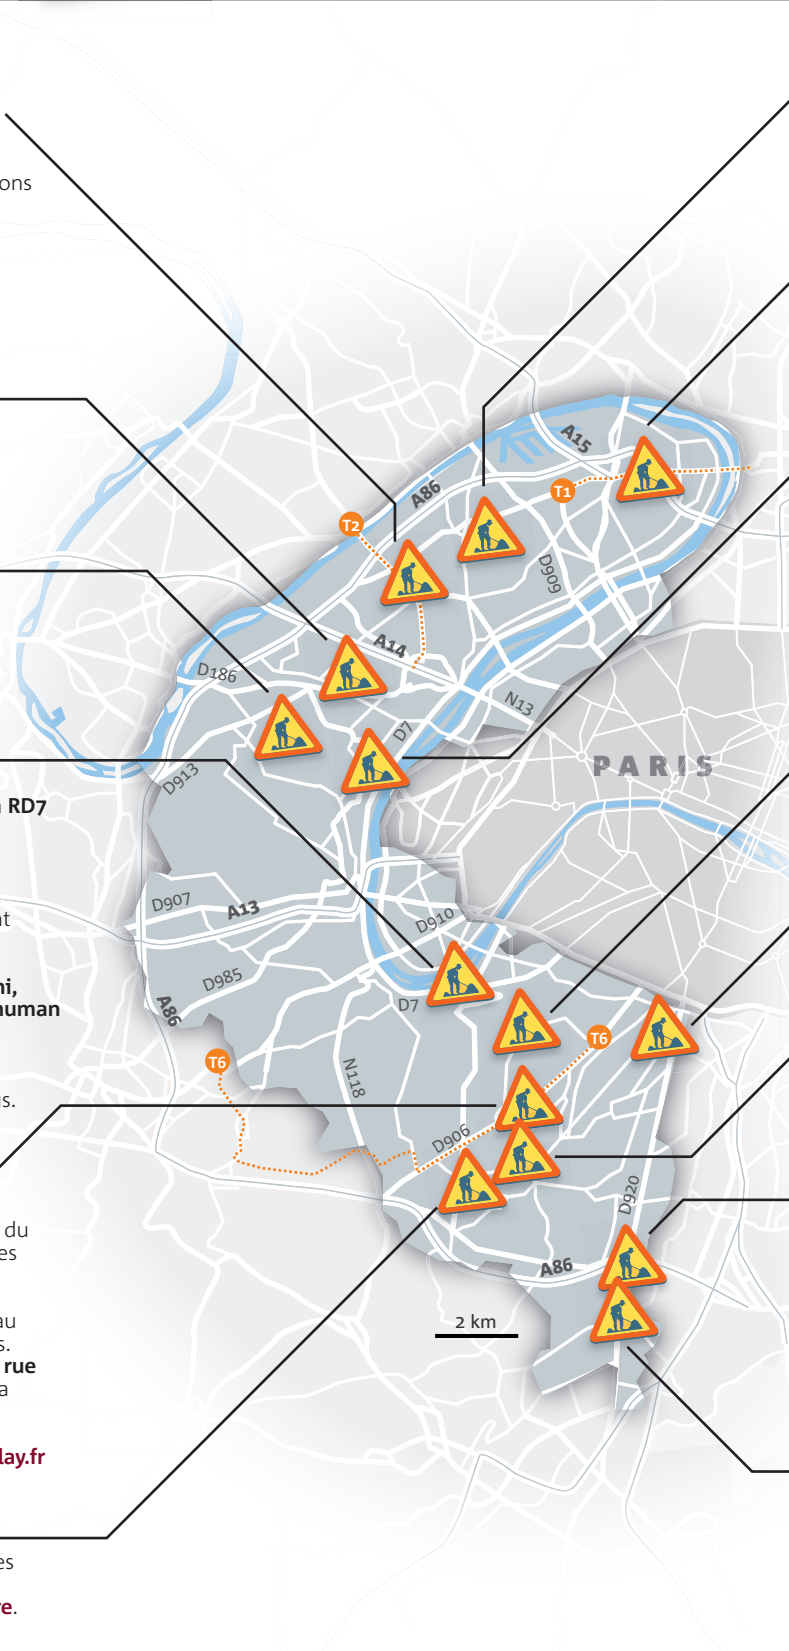 ons
A15
A86
T1
T2
D909
A14
D186
N13
D7
PARIS
D913
RD7
D907
A13
nt
D910
D985
ni,
D7
A86
human
T6
T6
N118
us.
D906
D920
du
es
A86
au
2 km
s.
rue
a
lay.fr
es
re.